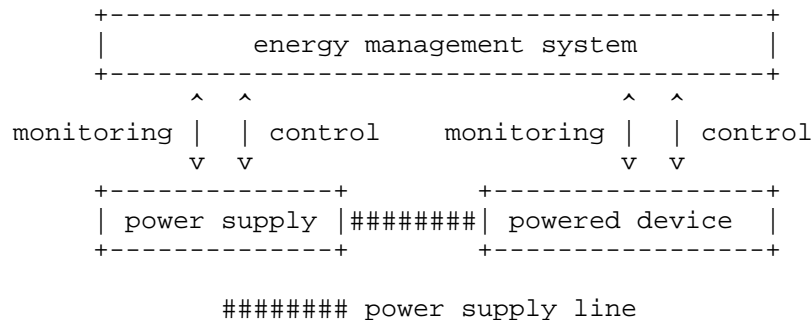 energy management system
monitoring control monitoring control
power supply ######## powered device
######## power supply line